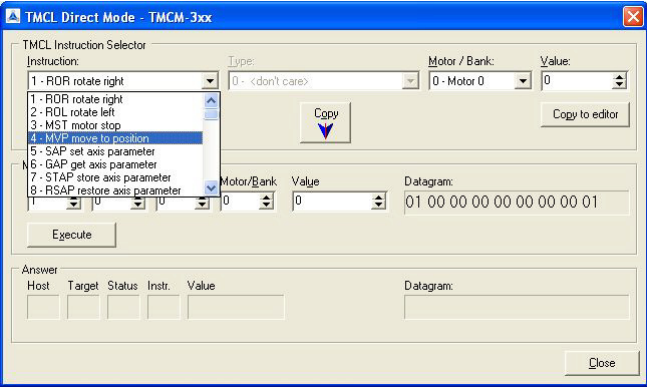 TMCL Direct Mode - TMCM-3xx
TMCL Instruction Selector
Instruction: Type: Motor / Bank: Value:
1 - ROR rotate right 0 - <don't care> 0 - Motor 0 0
1 - ROR rotate right
2 - ROL rotate left
3 - MST motor stop
4 - MVP move to position
5 - SAP set axis parameter
6 - GAP get axis parameter
7 - STAP store axis parameter
8 - RSAP restore axis parameter
Copy
Copy to editor
Motor/Bank Value Datagram:
1 0 0 0 0 01 00 00 00 00 00 00 00 01
Execute
Answer
Host Target Status Instr. Value Datagram:
Close